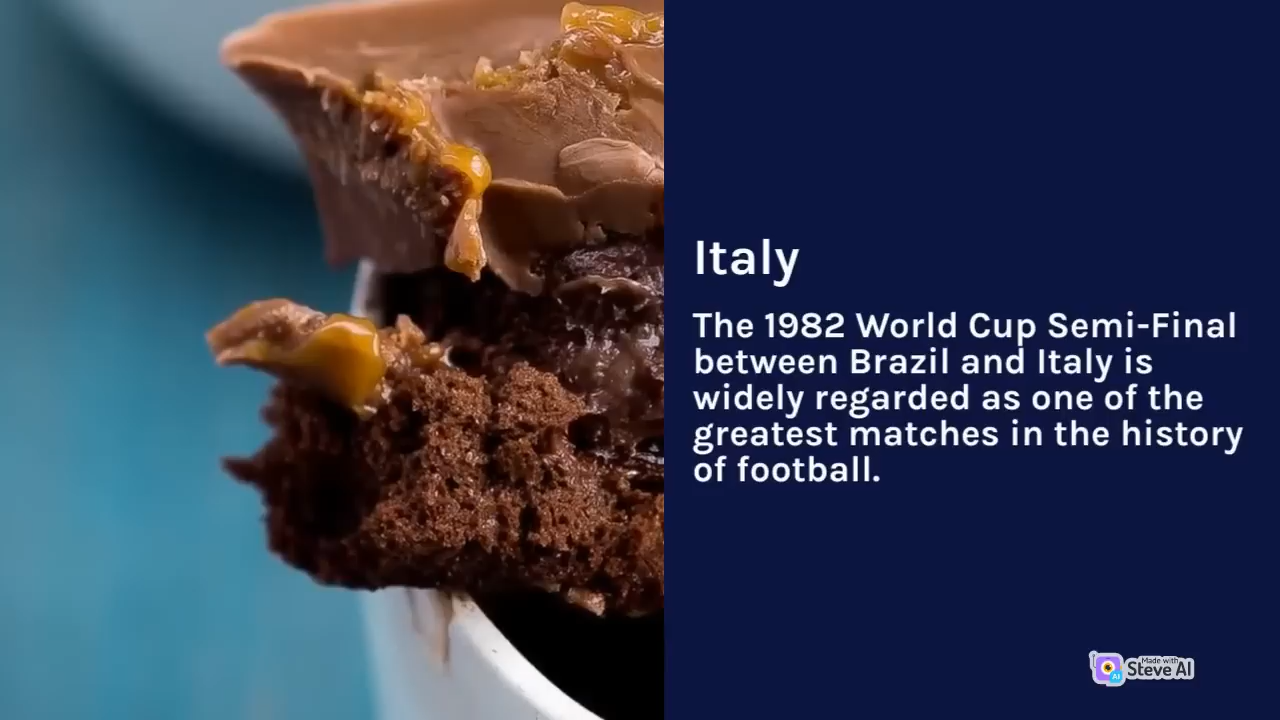 Italy
The 1982 World Cup Semi-Final
between Brazil and Italy is
widely regarded as one of the
greatest matches in the history
of football.
Made with
Steve AI
AI